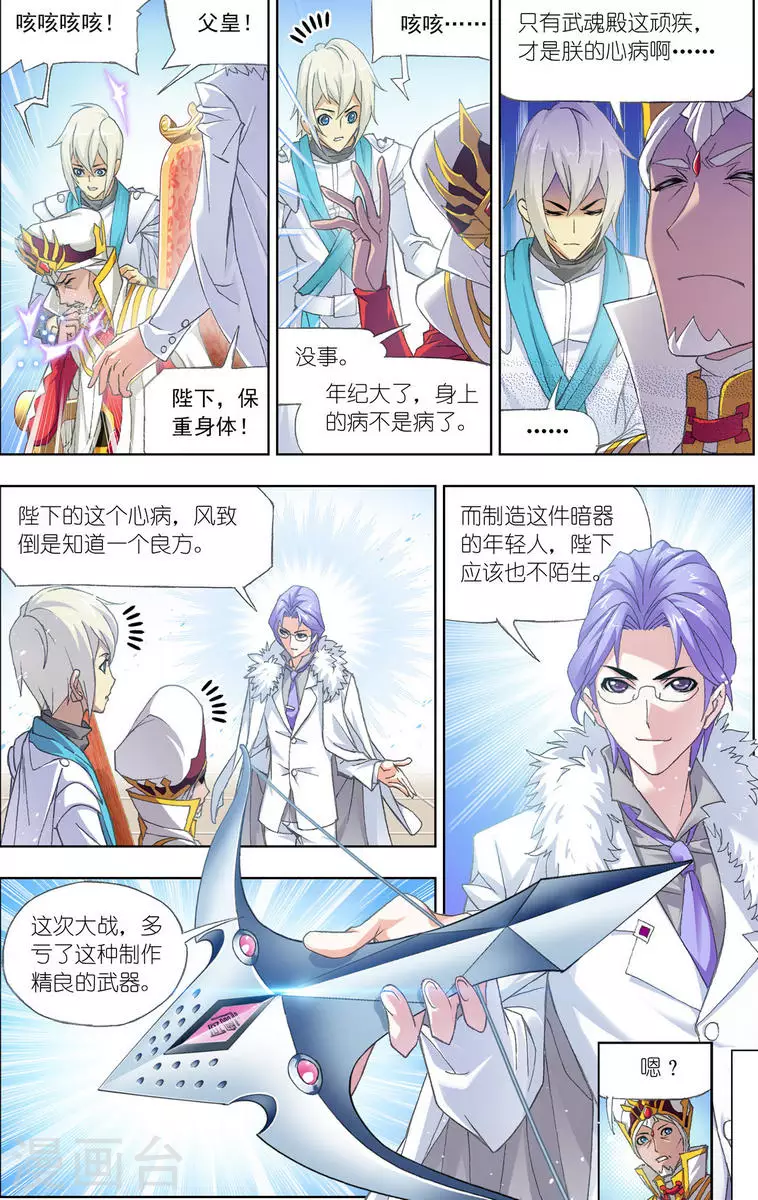 咳咳咳咳！
父皇！
陛下，保
重身体！
咳咳……
没事。
年纪大了，身上
的病不是病了。
只有武魂殿这顽疾，
才是朕的心病啊……
……
陛下的这个心病，风致
倒是知道一个良方。
而制造这件暗器
的年轻人，陛下
应该也不陌生。
这次大战，多
亏了这种制作
精良的武器。
嗯？
漫画台